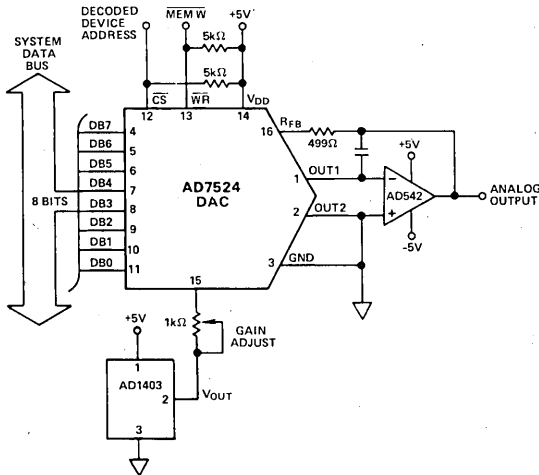 DECODED
DEVICE
ADDRESS
MEM W
+5V
SYSTEM
DATA
BUS
5kΩ
5kΩ
CS
WR
VDD
12
13
14
RFB
16
499Ω
DB7
4
DB6
5
DB5
6
DB4
7
8 BITS
DB3
8
DB2
9
DB1
10
DB0
11
AD7524
DAC
1
OUT1
2
OUT2
3
GND
+5V
-
AD542
+
-5V
ANALOG
OUTPUT
15
1kΩ
GAIN
ADJUST
+5V
1
AD1403
2
VOUT
3